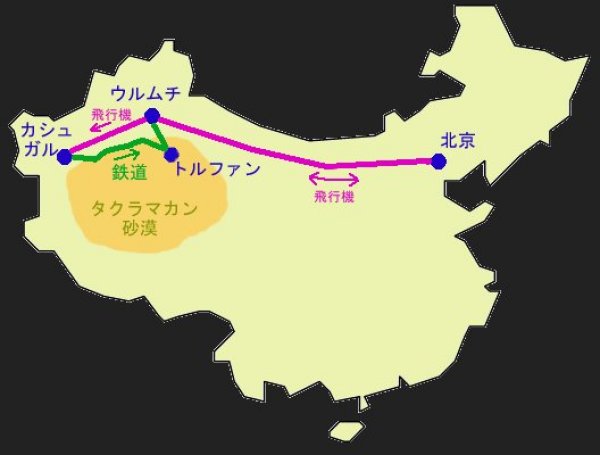 ウルムチ
飛行機
カシュ
ガル
北京
鉄道
トルファン
飛行機
タクラマカン
砂漠